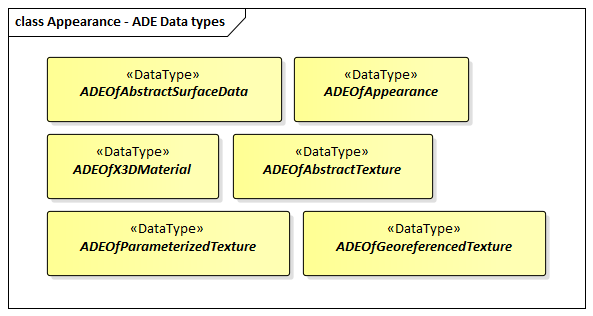 class Appearance - ADE Data types
«DataType»
ADEOfAbstractSurfaceData
«DataType»
ADEOfAppearance
«DataType»
ADEOfX3DMaterial
«DataType»
ADEOfAbstractTexture
«DataType»
ADEOfParameterizedTexture
«DataType»
ADEOfGeoreferencedTexture